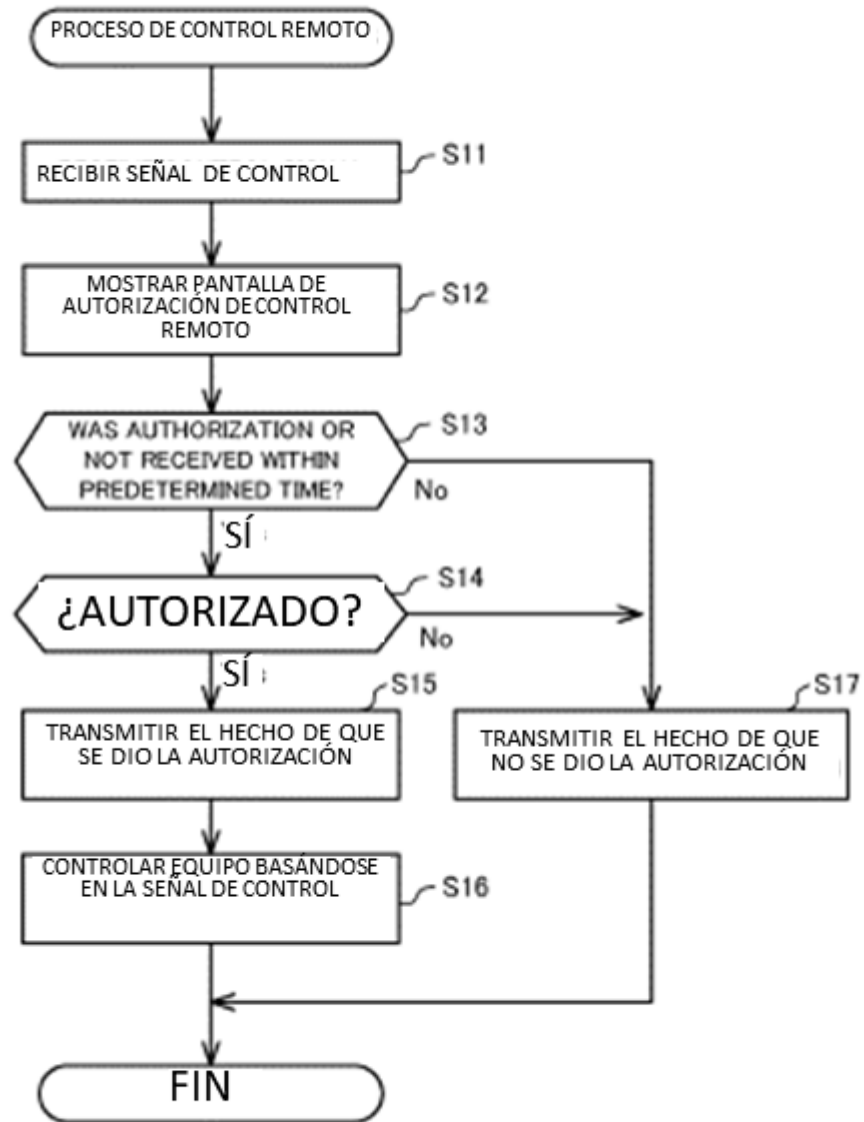 PROCESO DE CONTROL REMOTO
S11
RECIBIR SEÑAL DE CONTROL
MOSTRAR PANTALLA DE
AUTORIZACIÓN DECONTROL
REMOTO
S12
WAS AUTHORIZATION OR
NOT RECEIVED WITHIN
PREDETERMINED TIME?
S13
No
SÍ
¿AUTORIZADO?
S14
No
SÍ
S15
TRANSMITIR EL HECHO DE QUE
SE DIO LA AUTORIZACIÓN
S17
TRANSMITIR EL HECHO DE QUE
NO SE DIO LA AUTORIZACIÓN
CONTROLAR EQUIPO BASÁNDOSE
EN LA SEÑAL DE CONTROL
S16
FIN